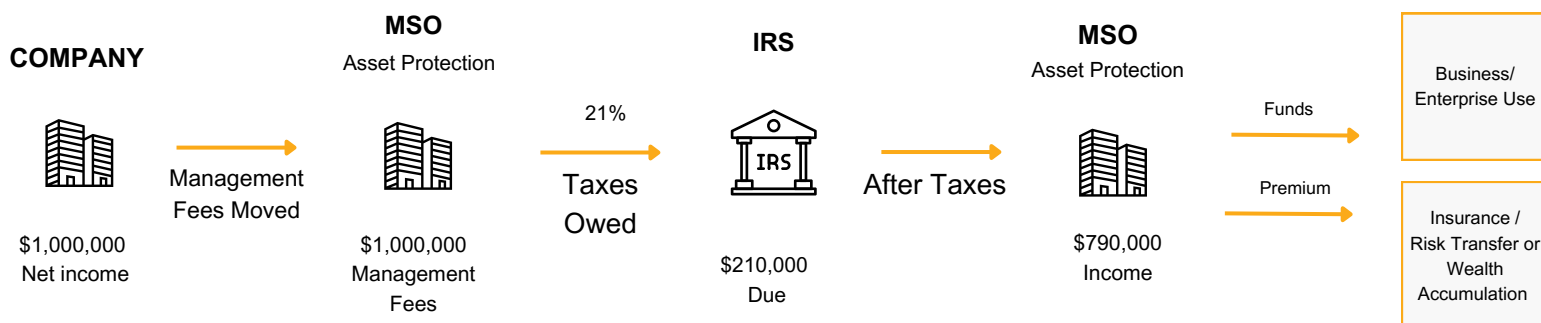 COMPANY
$1,000,000
Net income
Management
Fees Moved
MSO
Asset Protection
$1,000,000
Management
Fees
21%
Taxes
Owed
IRS
IRS
$210,000
Due
After Taxes
MSO
Asset Protection
$790,000
Income
Funds
Premium
Business/
Enterprise Use
Insurance /
Risk Transfer or
Wealth
Accumulation